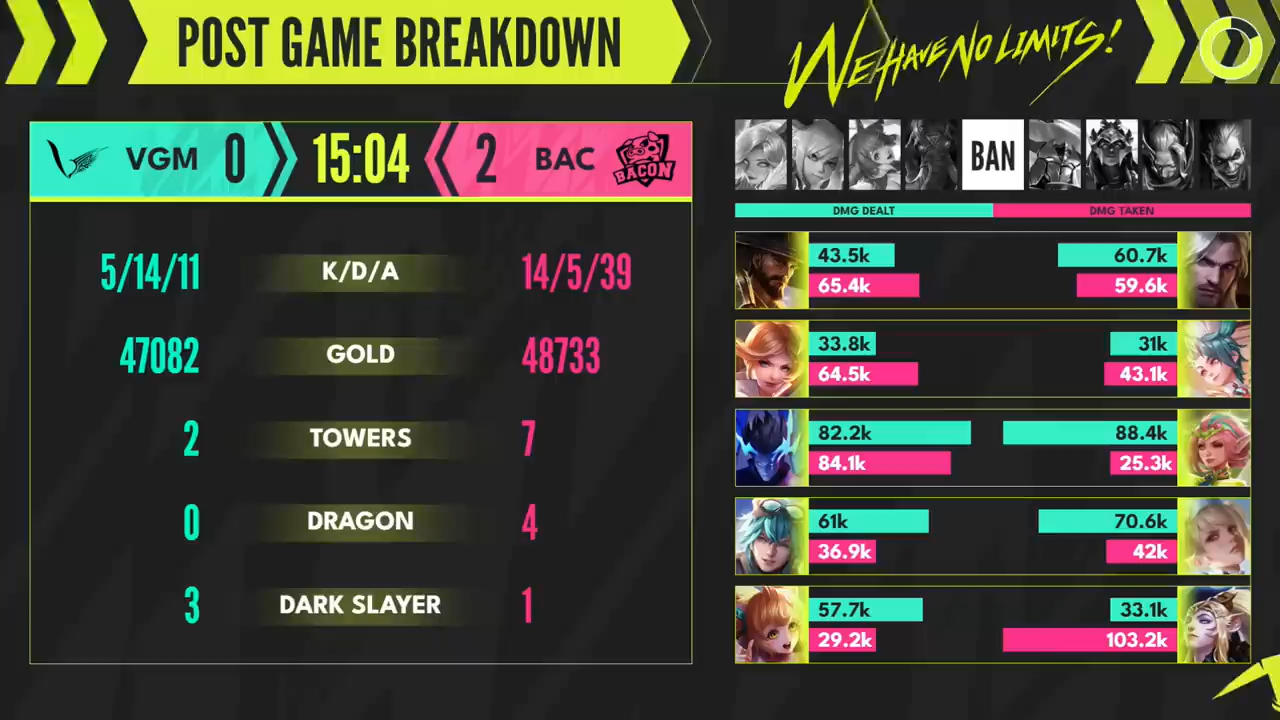 POST GAME BREAKDOWN
WE HAVE NO LIMITS!
VGM 0 15:04 2 BAC BACON
5/14/11 K/D/A 14/5/39
47082 GOLD 48733
2 TOWERS 7
0 DRAGON 4
3 DARK SLAYER 1
BAN
DMG DEALT DMG TAKEN
43.5k 60.7k
65.4k 59.6k
33.8k 31k
64.5k 43.1k
82.2k 88.4k
84.1k 25.3k
61k 70.6k
36.9k 42k
57.7k 33.1k
29.2k 103.2k